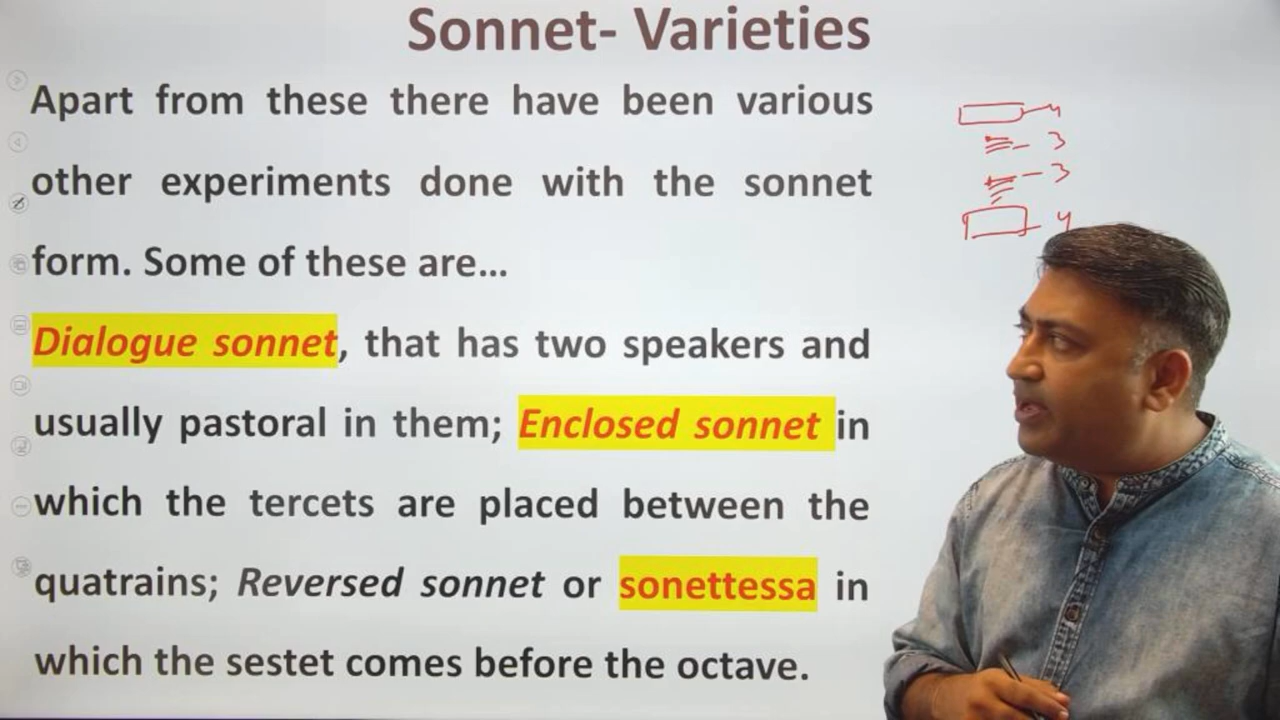 Sonnet- Varieties
Apart from these there have been various
other experiments done with the sonnet
form. Some of these are...
Dialogue sonnet, that has two speakers and
usually pastoral in them; Enclosed sonnet in
which the tercets are placed between the
quatrains; Reversed sonnet or sonettessa in
which the sestet comes before the octave.
4
3
3
4